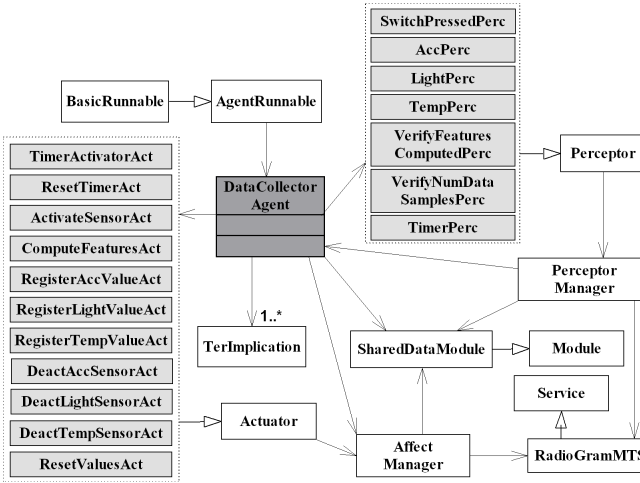 SwitchPressedPerc
AccPerc
LightPerc
TempPerc
VerifyFeatures
ComputedPerc
VerifyNumData
SamplesPerc
TimerPerc
BasicRunnable
AgentRunnable
Perceptor
TimerActivatorAct
ResetTimerAct
ActivateSensorAct
ComputeFeaturesAct
RegisterAccValueAct
RegisterLightValueAct
RegisterTempValueAct
DeactAccSensorAct
DeactLightSensorAct
DeactTempSensorAct
ResetValuesAct
DataCollector
Agent
Perceptor
Manager
1..*
TerImplication
SharedDataModule
Module
Service
Actuator
Affect
Manager
RadioGramMTS